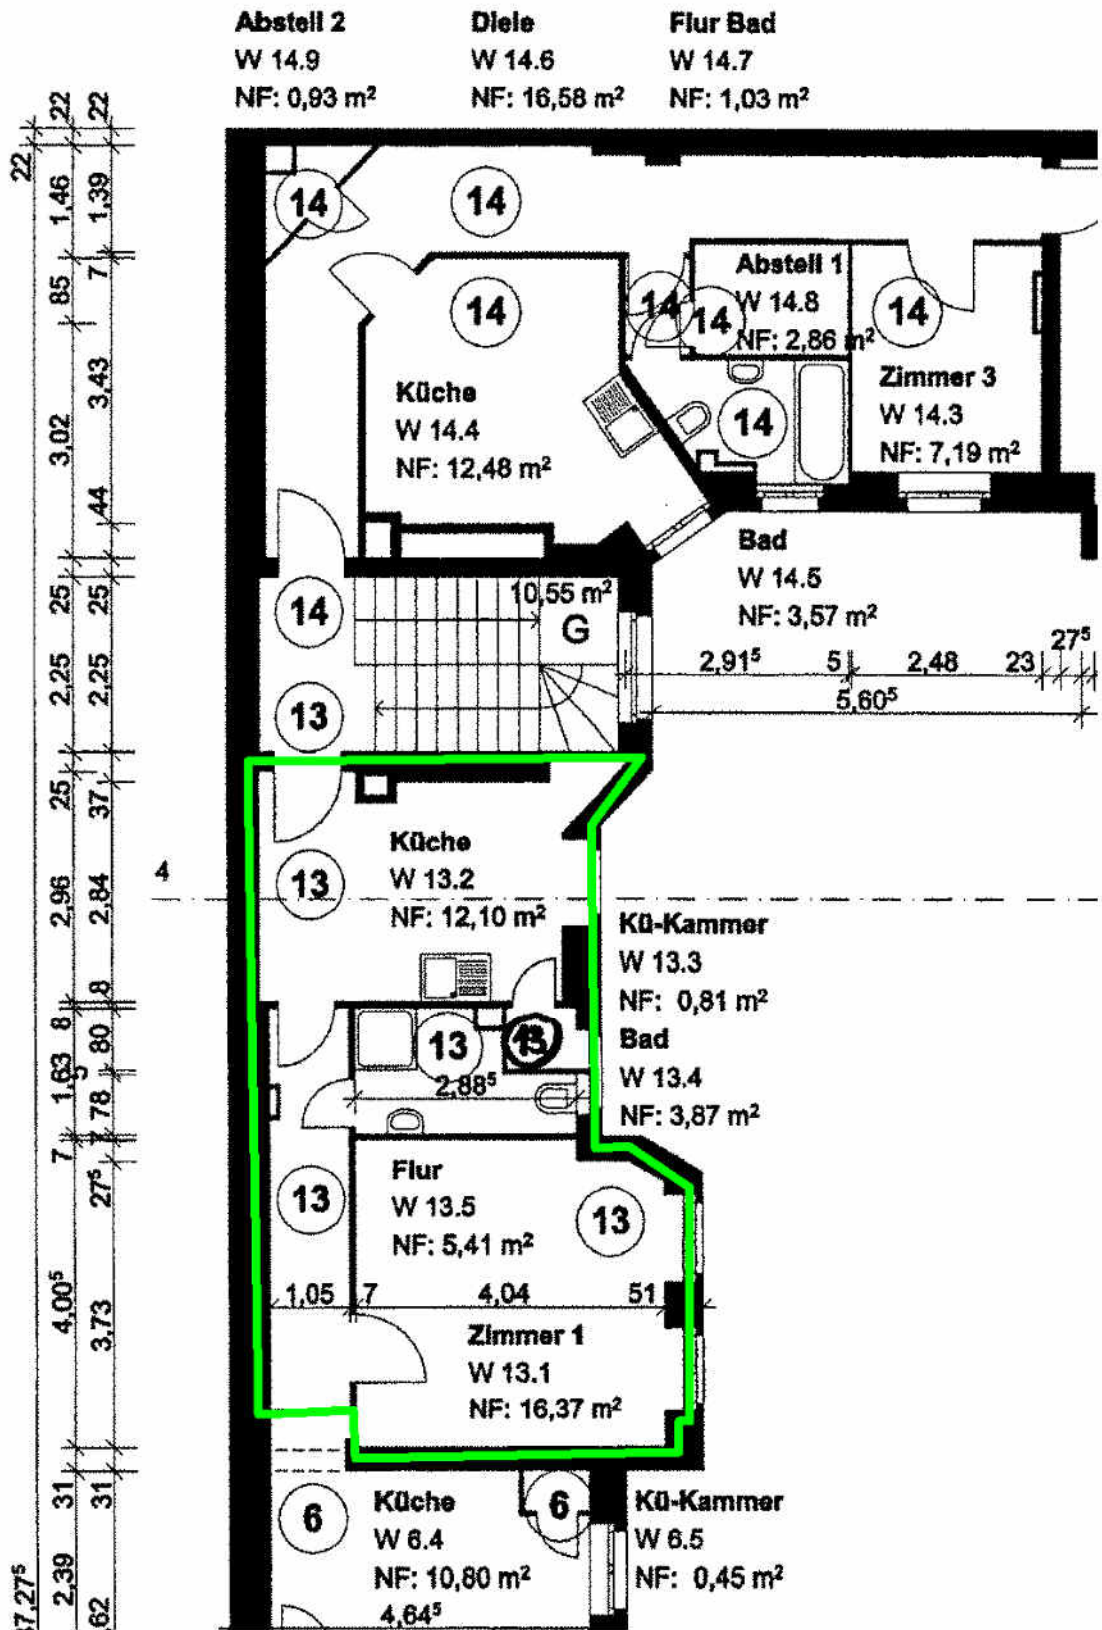 Abstell 2
W 14.9
NF: 0,93 m²
Diele
W 14.6
NF: 16,58 m²
Flur Bad
W 14.7
NF: 1,03 m²
22
22
22
1,46
1,39
7
85
3,43
3,02
44
25
25
2,25
2,25
25
37
2,96
2,84
8
8
80
1,63
5
78
7
7
27⁵
4,00⁵
3,73
31
31
2,39
62
37,27⁵
14
14
14
14
14
Abstell 1
W 14.8
NF: 2,86 m²
14
Küche
W 14.4
NF: 12,48 m²
14
Zimmer 3
W 14.3
NF: 7,19 m²
Bad
W 14.5
NF: 3,57 m²
14
10,55 m²
G
2,91⁵
5
2,48
23
27⁵
5,60⁵
13
Küche
W 13.2
NF: 12,10 m²
4
13
Kü-Kammer
W 13.3
NF: 0,81 m²
Bad
W 13.4
NF: 3,87 m²
13
2,88⁵
Flur
W 13.5
NF: 5,41 m²
13
13
1,05
7
4,04
51
Zimmer 1
W 13.1
NF: 16,37 m²
6
Küche
W 6.4
NF: 10,80 m²
4,64⁵
6
Kü-Kammer
W 6.5
NF: 0,45 m²